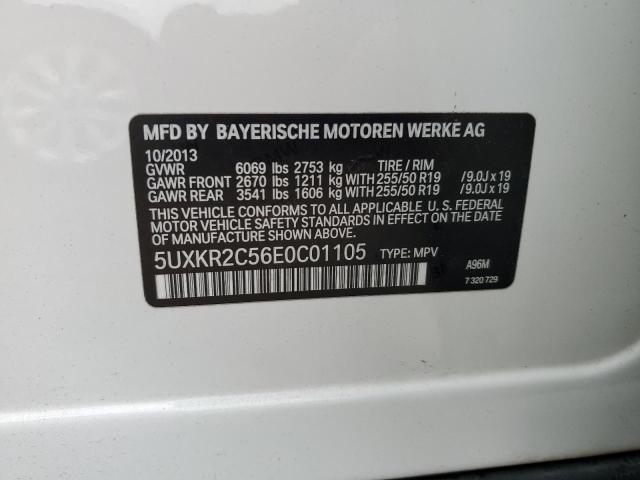 MFD BY BAYERISCHE MOTOREN WERKE AG
10/2013
GVWR 6069 lbs 2753 kg TIRE / RIM
GAWR FRONT 2670 lbs 1211 kg WITH 255/50 R19 /9.0J x 19
GAWR REAR 3541 lbs 1606 kg WITH 255/50 R19 /9.0J x 19
THIS VEHICLE CONFORMS TO ALL APPLICABLE U. S. FEDERAL
MOTOR VEHICLE SAFETY STANDARDS IN EFFECT ON THE
DATE OF MANUFACTURE SHOWN ABOVE.
5UXKR2C56E0C01105 TYPE: MPV
A96M
7 320 729